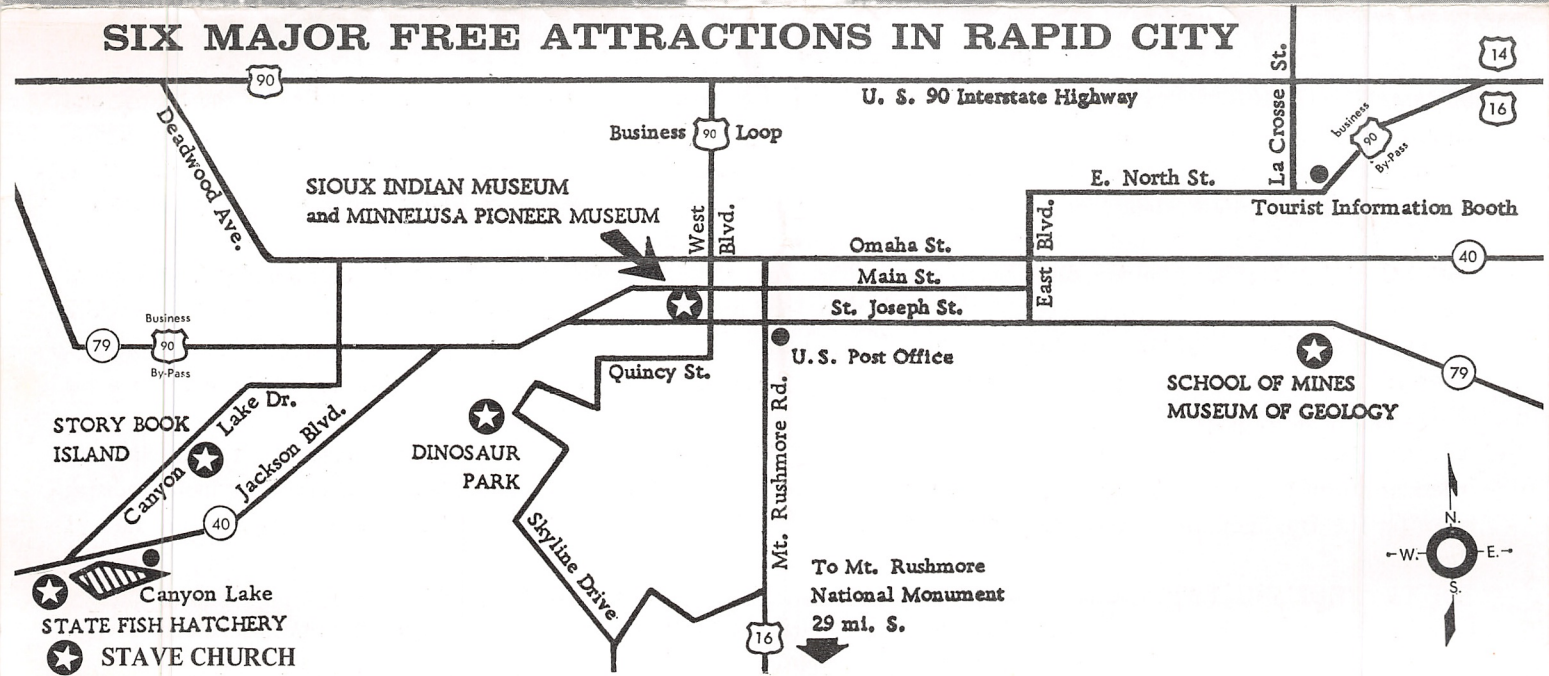 SIX MAJOR FREE ATTRACTIONS IN RAPID CITY
90
U. S. 90 Interstate Highway
La Crosse St.
14
16
business
90
By-Pass
Deadwood Ave.
Business 90 Loop
SIOUX INDIAN MUSEUM
and MINNELUSA PIONEER MUSEUM
West
Blvd.
E. North St.
Tourist Information Booth
East Blvd.
Omaha St.
40
Main St.
St. Joseph St.
79
Business
90
By-Pass
U.S. Post Office
Quincy St.
SCHOOL OF MINES
MUSEUM OF GEOLOGY
79
STORY BOOK
ISLAND
Canyon Lake Dr.
Jackson Blvd.
40
DINOSAUR
PARK
Skyline Drive
Mt. Rushmore Rd.
16
To Mt. Rushmore
National Monument
29 mi. S.
N.
W.
E.
S.
Canyon Lake
STATE FISH HATCHERY
STAVE CHURCH